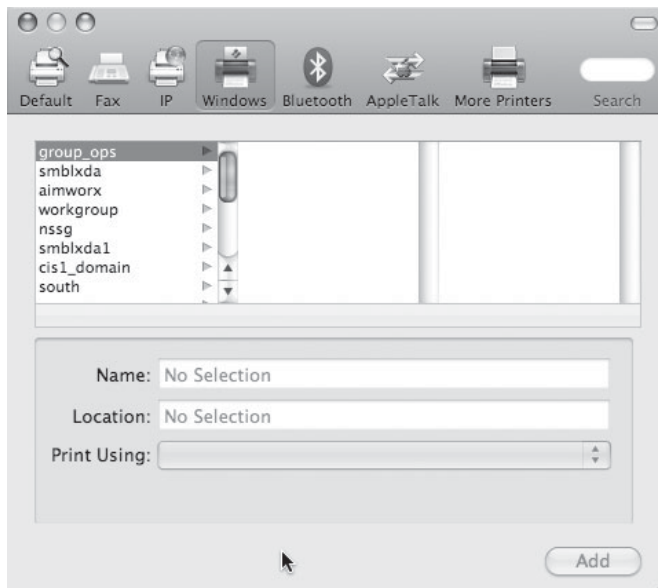 Default Fax IP Windows Bluetooth AppleTalk More Printers Search
group_ops
smblxda
aimworx
workgroup
nssg
smblxda1
cis1_domain
south
Name: No Selection
Location: No Selection
Print Using:
Add